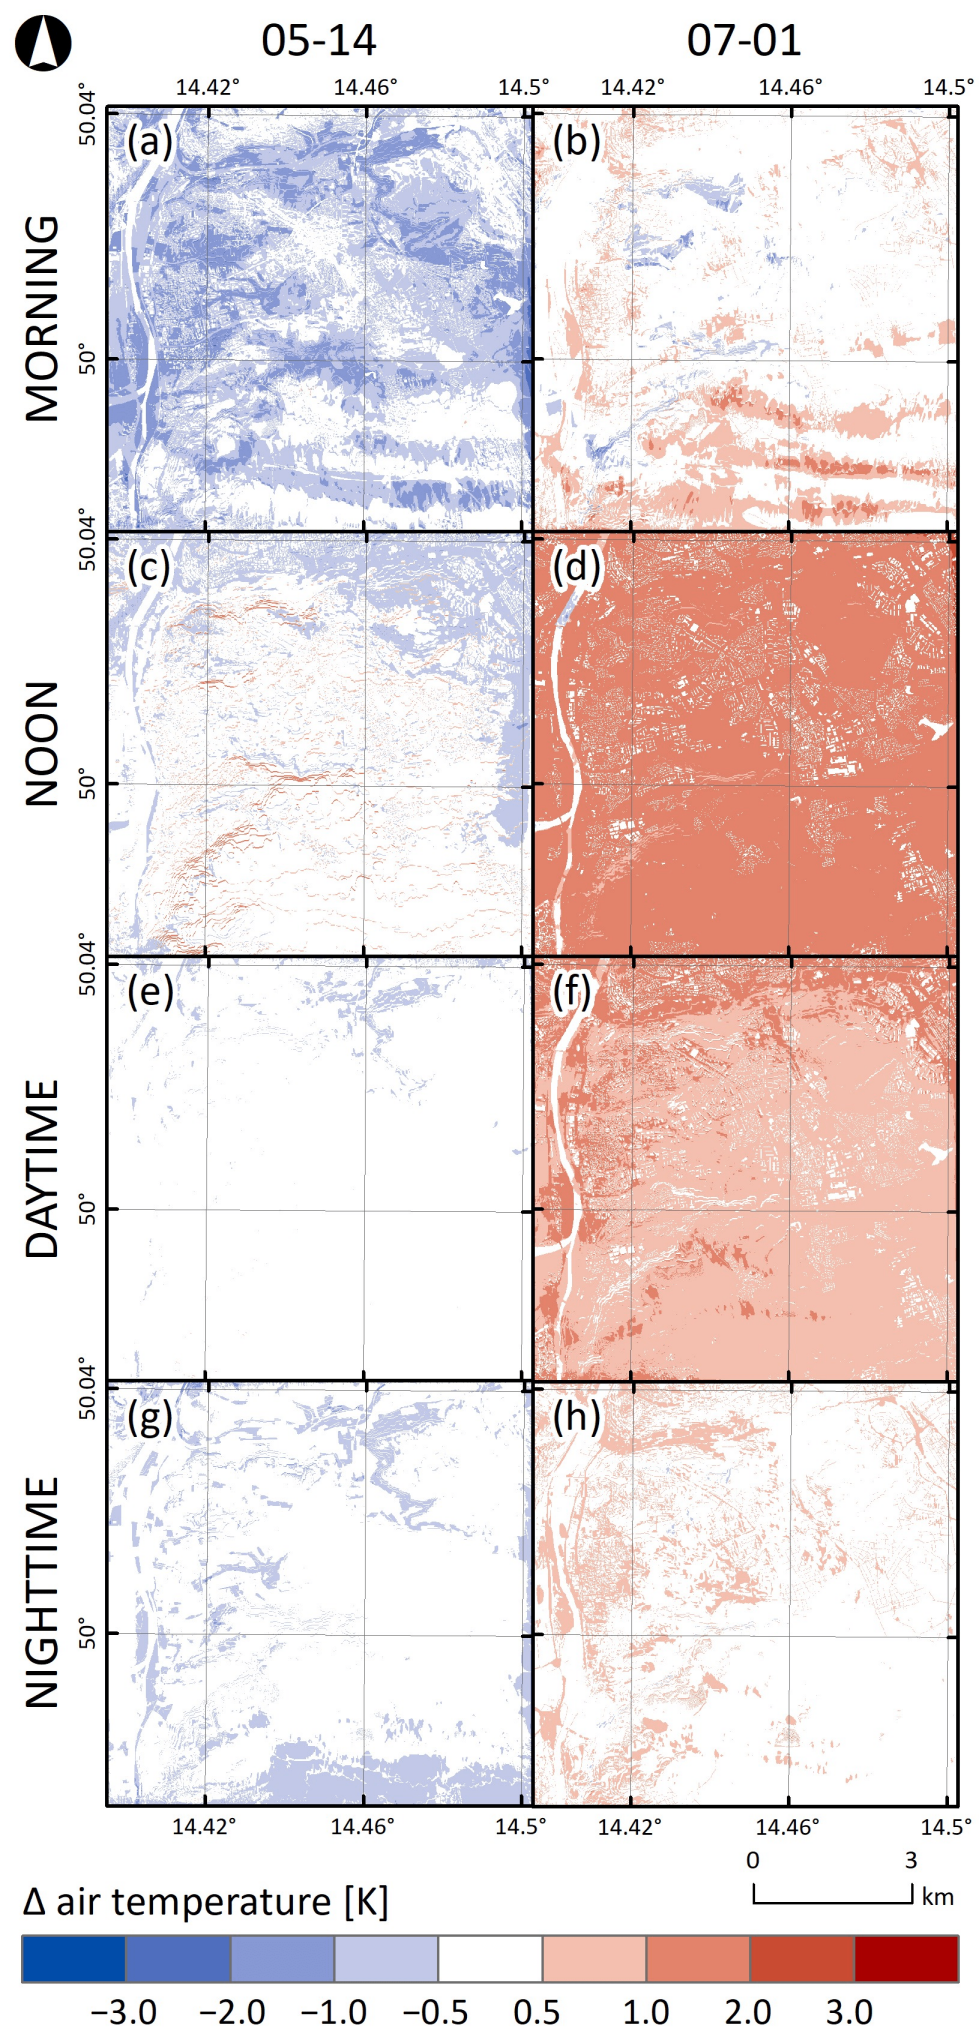 05-14 07-01
14.42° 14.46° 14.5° 14.42° 14.46° 14.5°
50.04°
(a) (b)
MORNING
50°
50.04°
(c) (d)
NOON
50°
50.04°
(e) (f)
DAYTIME
50°
50.04°
(g) (h)
NIGHTTIME
50°
14.42° 14.46° 14.5° 14.42° 14.46° 14.5°
0 3
km
Δ air temperature [K]
−3.0 −2.0 −1.0 −0.5 0.5 1.0 2.0 3.0